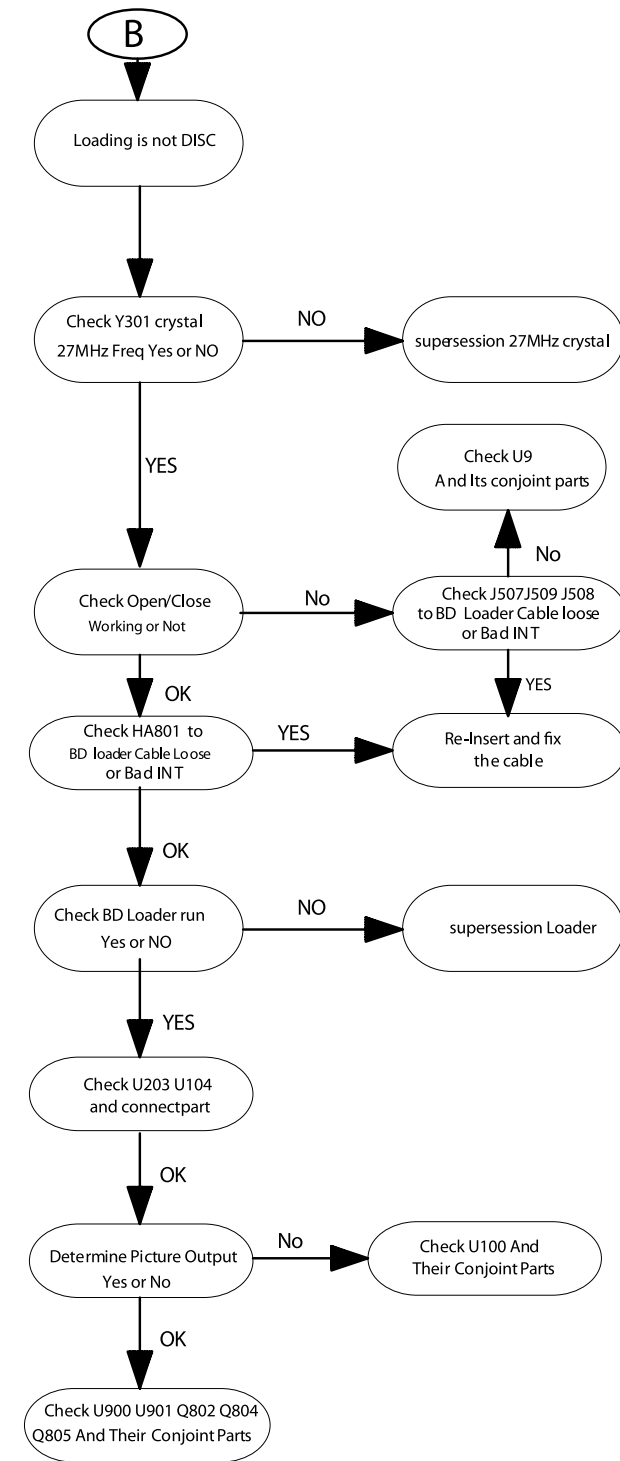 B
Loading is not DISC
Check Y301 crystal
27MHz Freq Yes or NO
NO
supersession 27MHz crystal
YES
Check U9
And Its conjoint parts
No
Check Open/Close
Working or Not
No
Check J507J509 J508
to BD Loader Cable loose
or Bad INT
YES
OK
Check HA801 to
BD loader Cable Loose
or Bad INT
YES
Re-Insert and fix
the cable
OK
Check BD Loader run
Yes or NO
NO
supersession Loader
YES
Check U203 U104
and connectpart
OK
Determine Picture Output
Yes or No
No
Check U100 And
Their Conjoint Parts
OK
Check U900 U901 Q802 Q804
Q805 And Their Conjoint Parts